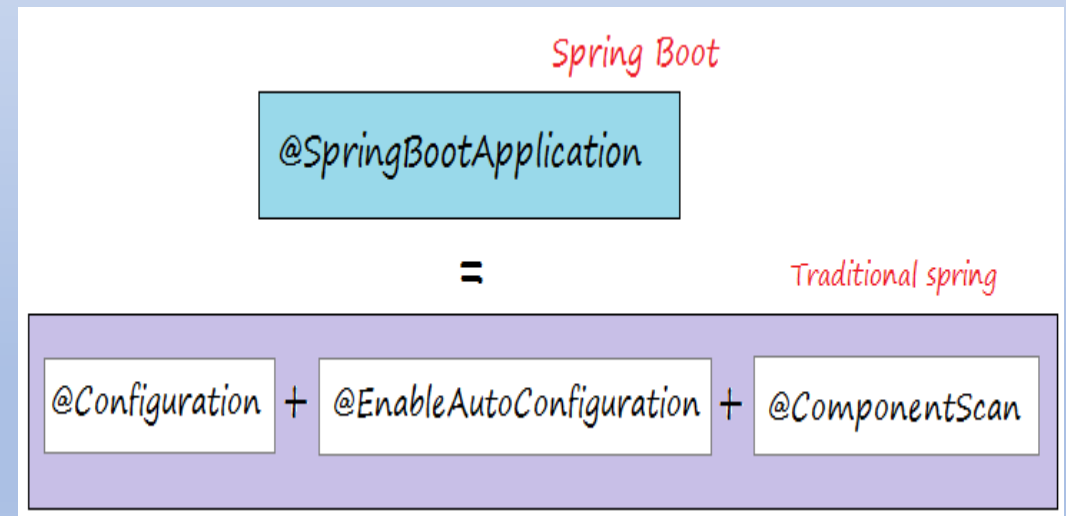 Spring Boot
@SpringBootApplication
=
Traditional spring
@Configuration + @EnableAutoConfiguration + @ComponentScan